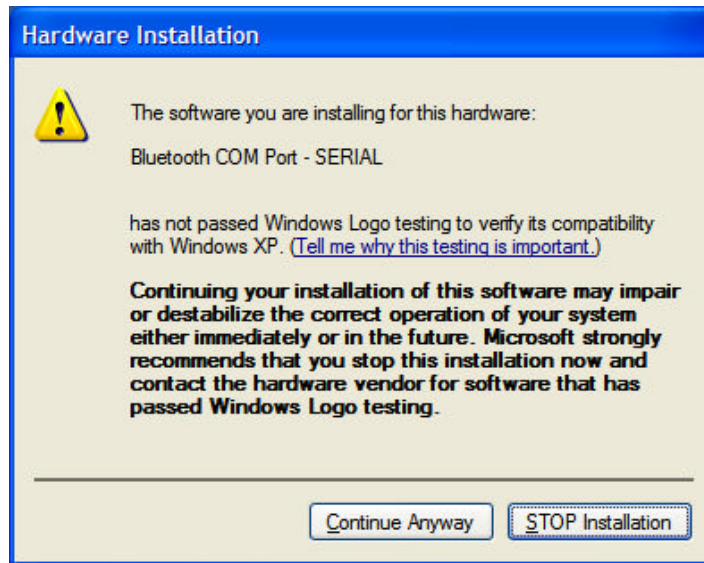 Hardware Installation
The software you are installing for this hardware:
Bluetooth COM Port - SERIAL
has not passed Windows Logo testing to verify its compatibility
with Windows XP. (Tell me why this testing is important.)
Continuing your installation of this software may impair
or destabilize the correct operation of your system
either immediately or in the future. Microsoft strongly
recommends that you stop this installation now and
contact the hardware vendor for software that has
passed Windows Logo testing.
Continue Anyway
STOP Installation